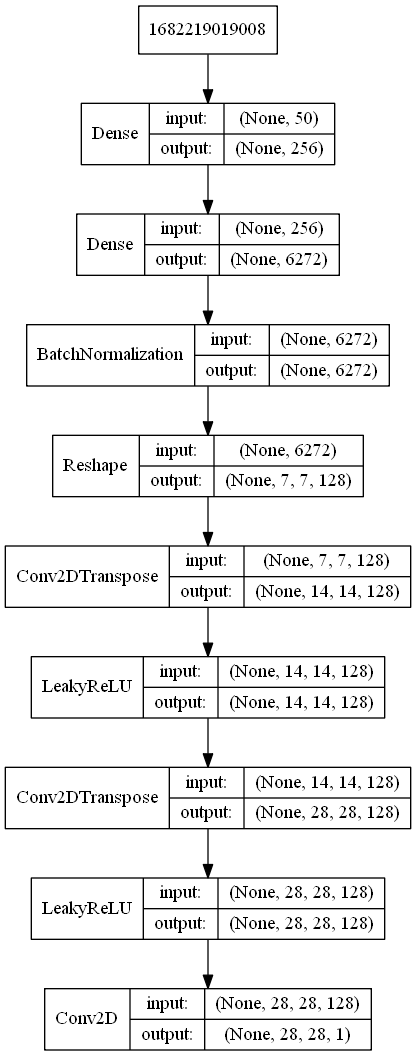 1682219019008
Dense
input:
(None, 50)
output:
(None, 256)
Dense
input:
(None, 256)
output:
(None, 6272)
BatchNormalization
input:
(None, 6272)
output:
(None, 6272)
Reshape
input:
(None, 6272)
output:
(None, 7, 7, 128)
Conv2DTranspose
input:
(None, 7, 7, 128)
output:
(None, 14, 14, 128)
LeakyReLU
input:
(None, 14, 14, 128)
output:
(None, 14, 14, 128)
Conv2DTranspose
input:
(None, 14, 14, 128)
output:
(None, 28, 28, 128)
LeakyReLU
input:
(None, 28, 28, 128)
output:
(None, 28, 28, 128)
Conv2D
input:
(None, 28, 28, 128)
output:
(None, 28, 28, 1)